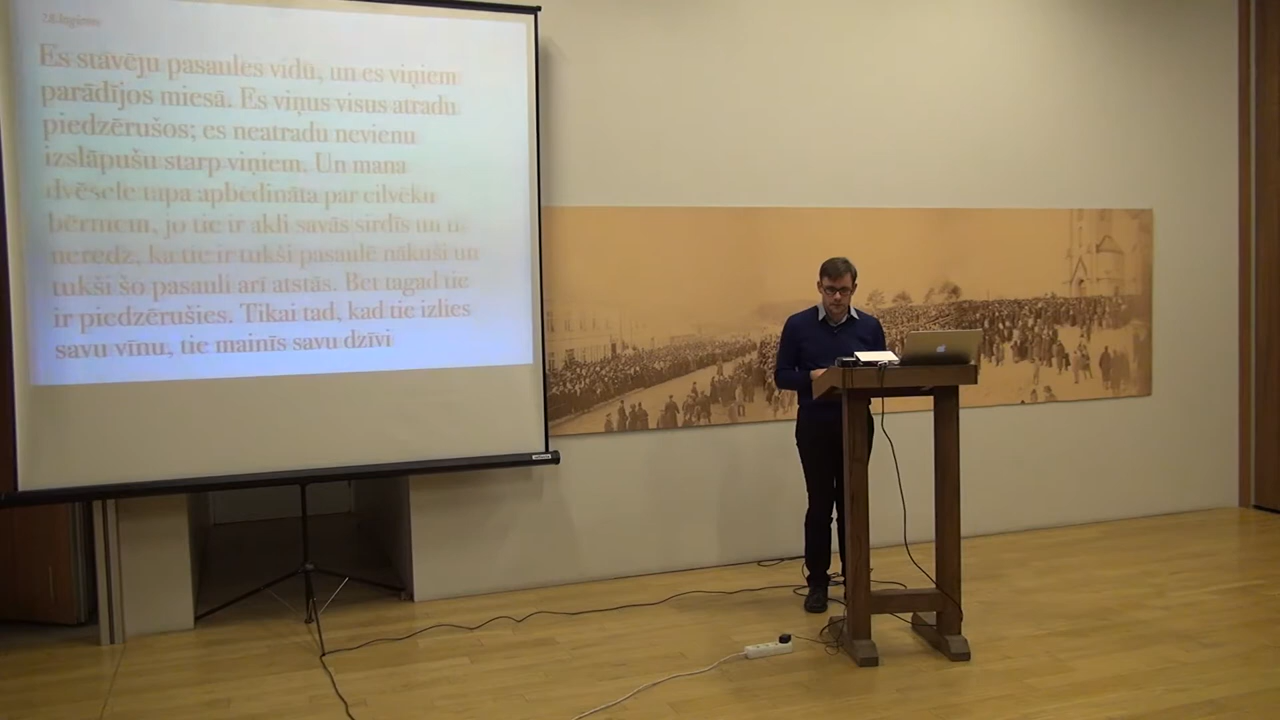 28.logions
Es stāvēju pasaules vidū, un es viņiem
parādījos miesā. Es viņus visus atradu
piedzērušos; es neatradu nevienu
izslāpušu starp viņiem. Un mana
dvēsele tapa apbēdināta par cilvēku
bērniem, jo tie ir akli savās sirdīs un
neredz, ka tie ir tukši pasaulē nākuši un
tukši šo pasauli arī atstās. Bet tagad tie
ir piedzērušies. Tikai tad, kad tie izlies
savu vīnu, tie mainīs savu dzīvi